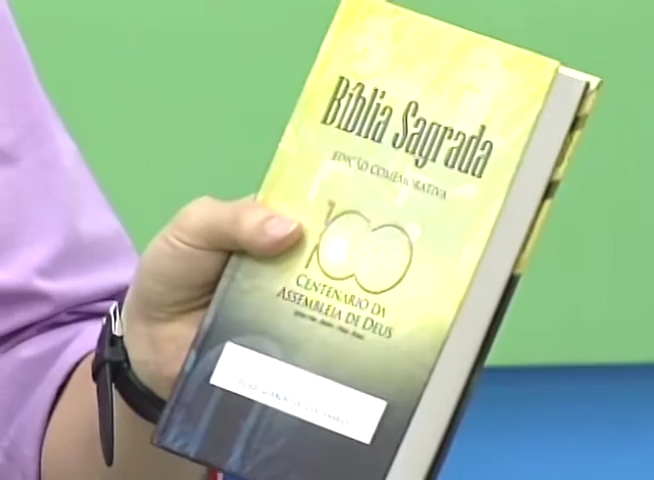 Bíblia Sagrada
EDIÇÃO COMEMORATIVA
100
CENTENÁRIO DA
ASSEMBLEIA DE DEUS